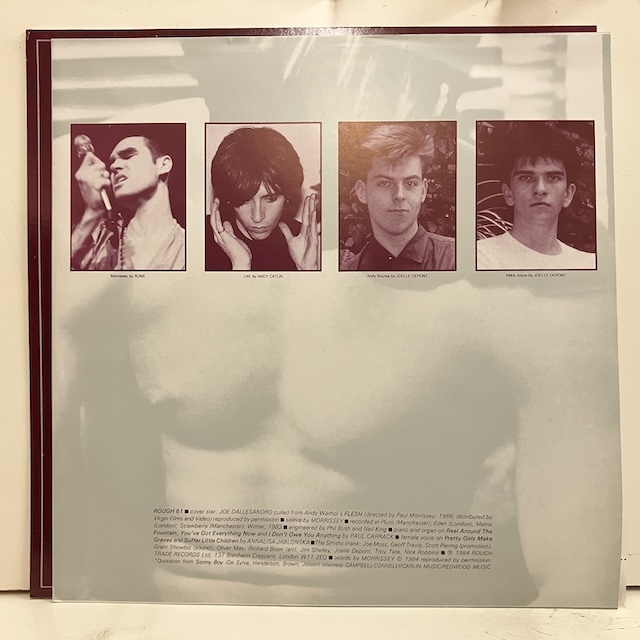 Morrissey by ROMI
J.M. by ANDY CATLIN
Andy Rourke by JOELLE DEPONT
Mike Joyce by JOELLE DEPONT
ROUGH 61 ■ cover star: JOE DALLESANDRO pulled from Andy Warhol's FLESH (directed by Paul Morrissey, 1968, distributed by
Virgin Films and Video) reproduced by permission ■ sleeve by MORRISSEY ■ recorded at Pluto (Manchester), Eden (London), Matrix
(London), Strawberry (Manchester) Winter, 1983 ■ engineered by Phil Bush and Neil King ■ piano and organ on Reel Around The
Fountain, You've Got Everything Now and I Don't Owe You Anything by PAUL CARRACK ■ female voice on Pretty Girls Make
Graves and Suffer Little Children by ANNALISA JABLONSKA ■ The Smiths thank: Joe Moss, Geoff Travis, Scott Piering (promotion),
Grant Showbiz (sound), Oliver May, Richard Boon (art), Jim Shelley, Joelle Depont, Troy Tate, Nick Robbins ■ ℗ 1984 ROUGH
TRADE RECORDS Ltd, 137 Blenheim Crescent, London W11 2EQ ■ words by MORRISSEY © 1984 reproduced by permission.
*Quotation from Sonny Boy (De Sylva, Henderson, Brown, Jolson) courtesy CAMPBELL CONNELLY/CARLIN MUSIC/REDWOOD MUSIC